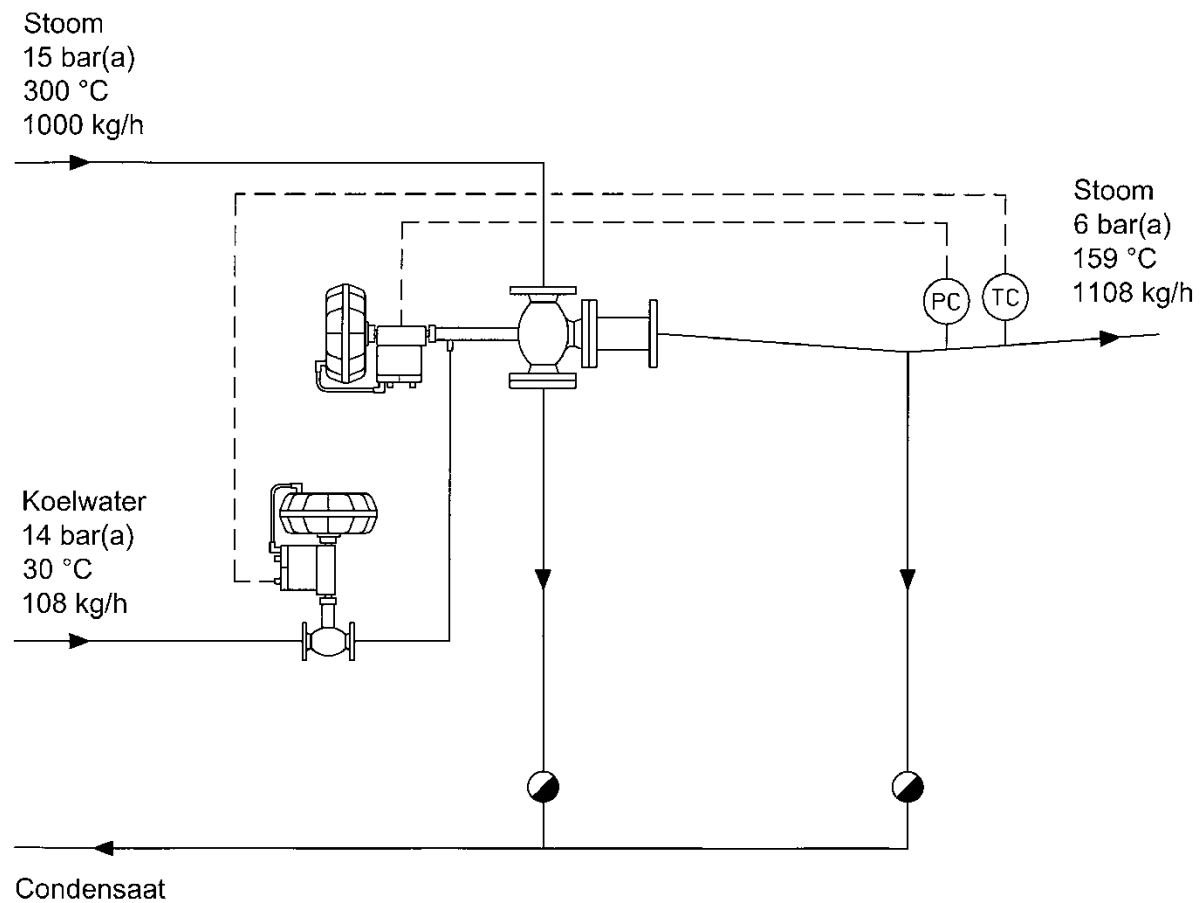 Stoom
15 bar(a)
300 °C
1000 kg/h
Stoom
6 bar(a)
159 °C
1108 kg/h
PC
TC
Koelwater
14 bar(a)
30 °C
108 kg/h
Condensaat